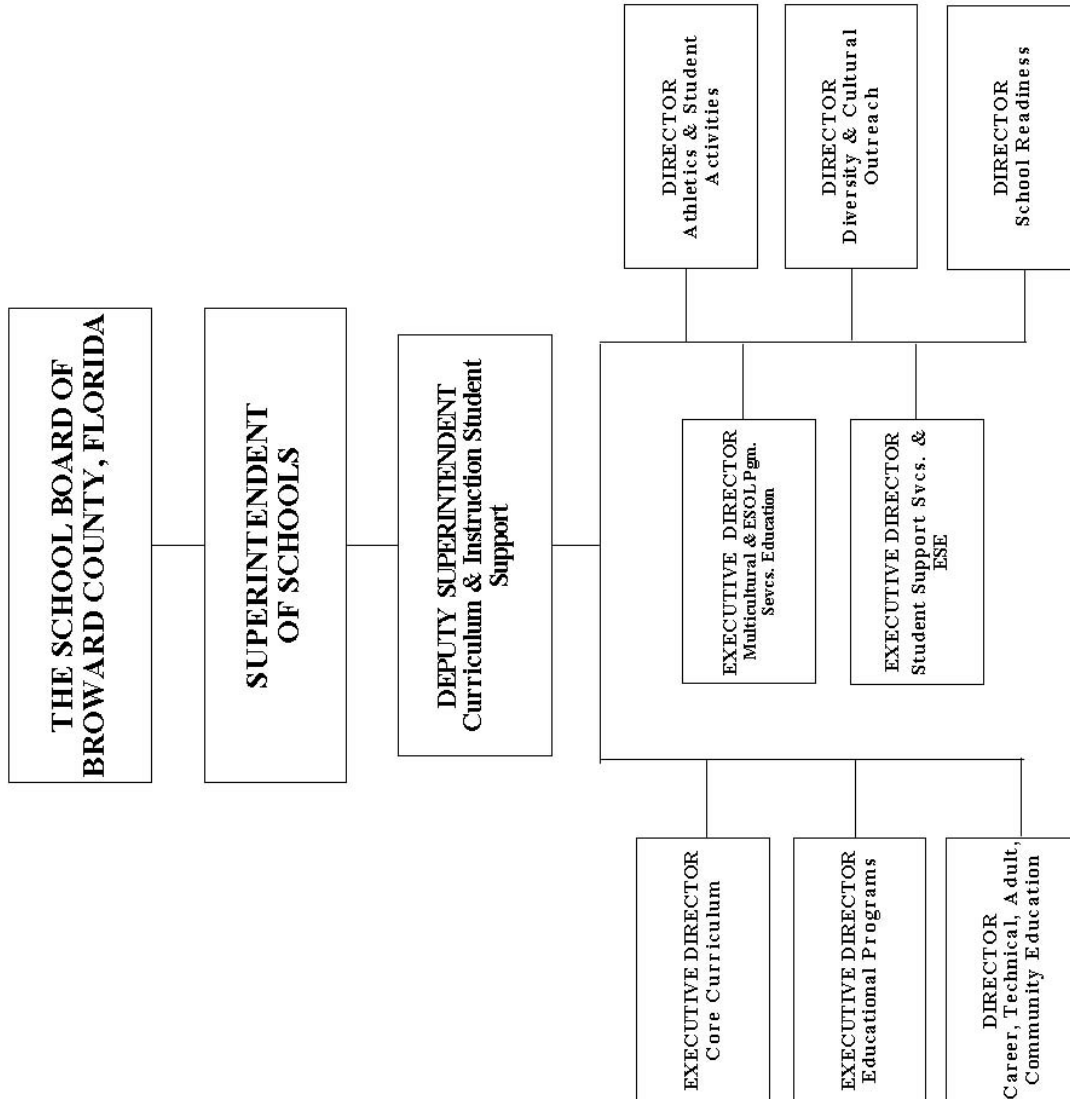 THE SCHOOL BOARD OF
BROWARD COUNTY, FLORIDA
SUPERINTENDENT
OF SCHOOLS
DEPUTY SUPERINTENDENT
Curriculum & Instruction Student
Support
EXECUTIVE DIRECTOR
Core Curriculum
EXECUTIVE DIRECTOR
Educational Programs
DIRECTOR
Career, Technical, Adult,
Community Education
EXECUTIVE DIRECTOR
Multicultural & ESOL Pgm.
Sevcs. Education
EXECUTIVE DIRECTOR
Student Support Svcs. &
ESE
DIRECTOR
Athletics & Student
Activities
DIRECTOR
Diversity & Cultural
Outreach
DIRECTOR
School Readiness